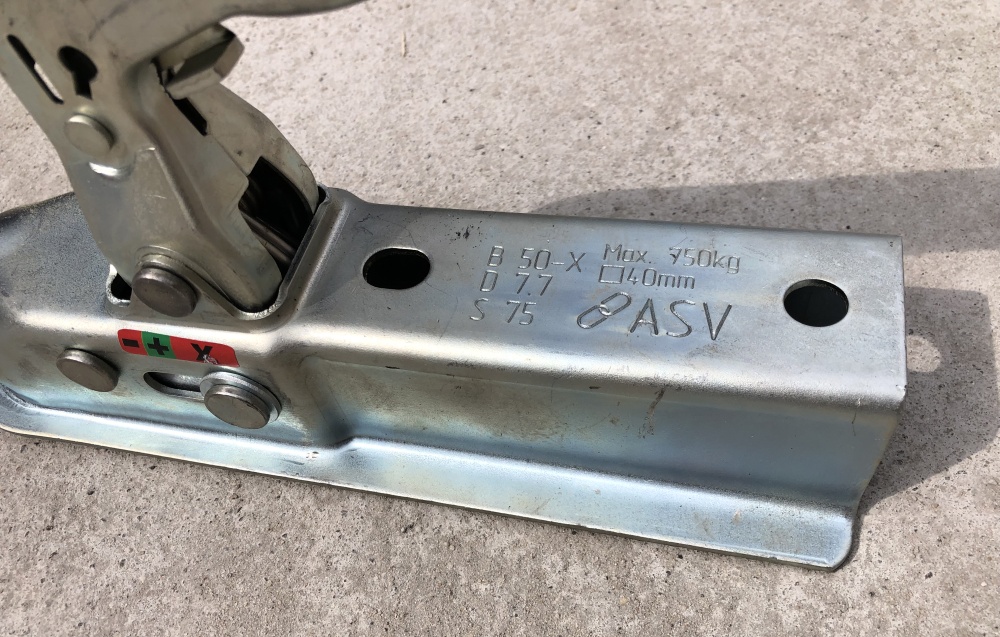 B 50-X Max. 750kg
D 7.7 □40mm
S 75 ASV
- + X